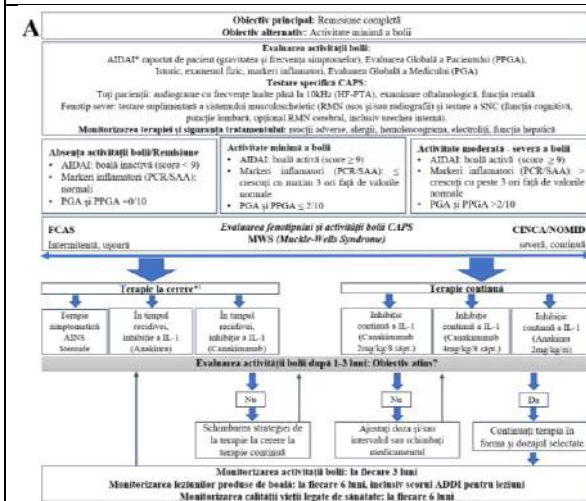 A
Obiectiv principal: Remisiune completă
Obiectiv alternativ: Activitate minimă a bolii
Evaluarea activității bolii:
AIDAI* raportat de pacient (gravitatea și frecvența simptomelor), Evaluarea Globală a Pacientului (PPGA)
Istoric, examenul fizic, markeri inflamatori, Evaluarea Globală a Medicului (PGA)
Testare specifică CAPS:
Toți pacienții: audiograme cu frecvențe înalte până la 10kHz (HF-PTA), examinare oftalmologică, funcția renală
Fenotip sever: testare suplimentară a sistemului musculoscheletic (RMN osos și/sau radiografii) și testare a SNC (funcția cognitivă,
puncție lombară, opțional RMN cerebral, inclusiv urechea internă)
Monitorizarea terapiei și siguranța tratamentului: reacții adverse, alergii, hemoleucograma, electroliți, funcția hepatică
Absența activității bolii/Remisie
• AIDAI: boală inactivă (score < 9)
• Markeri inflamatori (PCR/SAA):
normali
• PGA și PPGA =0/10
Activitate minimă a bolii
• AIDAI: boală activă (score ≥ 9)
• Markeri inflamatori (PCR/SAA): ≤
crescuți cu maxim 3 ori față de valorile
normale
• PGA și PPGA ≤ 2/10
Activitate moderată - severă a bolii
• AIDAI: boală activă (score ≥ 9)
• Markeri inflamatori (PCR/SAA): >
crescuți cu peste 3 ori față de valorile
normale
• PGA și PPGA >2/10
Evaluarea fenotipului și activității bolii CAPS
FCAS
MWS (Muckle-Wells Syndrome)
CINCA/NOMID
Intermitentă, ușoară
severă, continuă
Terapie la cerere*¹
Terapie continuă
Terapie
simptomatică
AINS
Steroide
În timpul
recidivei,
inhibiție a IL-1
(Anakinra)
În timpul
recidivei,
inhibiție a IL-1
(Canakinumab)
Inhibiție
continuă a IL-1
(Canakinumab
2mg/kg/8 săpt.)
Inhibiție
continuă a IL-1
(Canakinumab
4mg/kg/8 săpt.)
Inhibiție
continuă a IL-1
(Anakinra
2mg/kg/zi)
Evaluarea activității bolii după 1-3 luni: Obiectiv atins?
Nu
Nu
Da
Schimbarea strategiei de
la terapie la cerere la
terapie continuă
Ajustați doza și/sau
intervalul sau schimbați
medicamentul
Continuați terapia în
forma și dozajul selectate
Monitorizarea activității bolii: la fiecare 3 luni
Monitorizarea leziunilor produse de boală: la fiecare 6 luni, inclusiv scorul ADDI pentru leziuni
Monitorizarea calității vieții legate de sănătate: la fiecare 6 luni